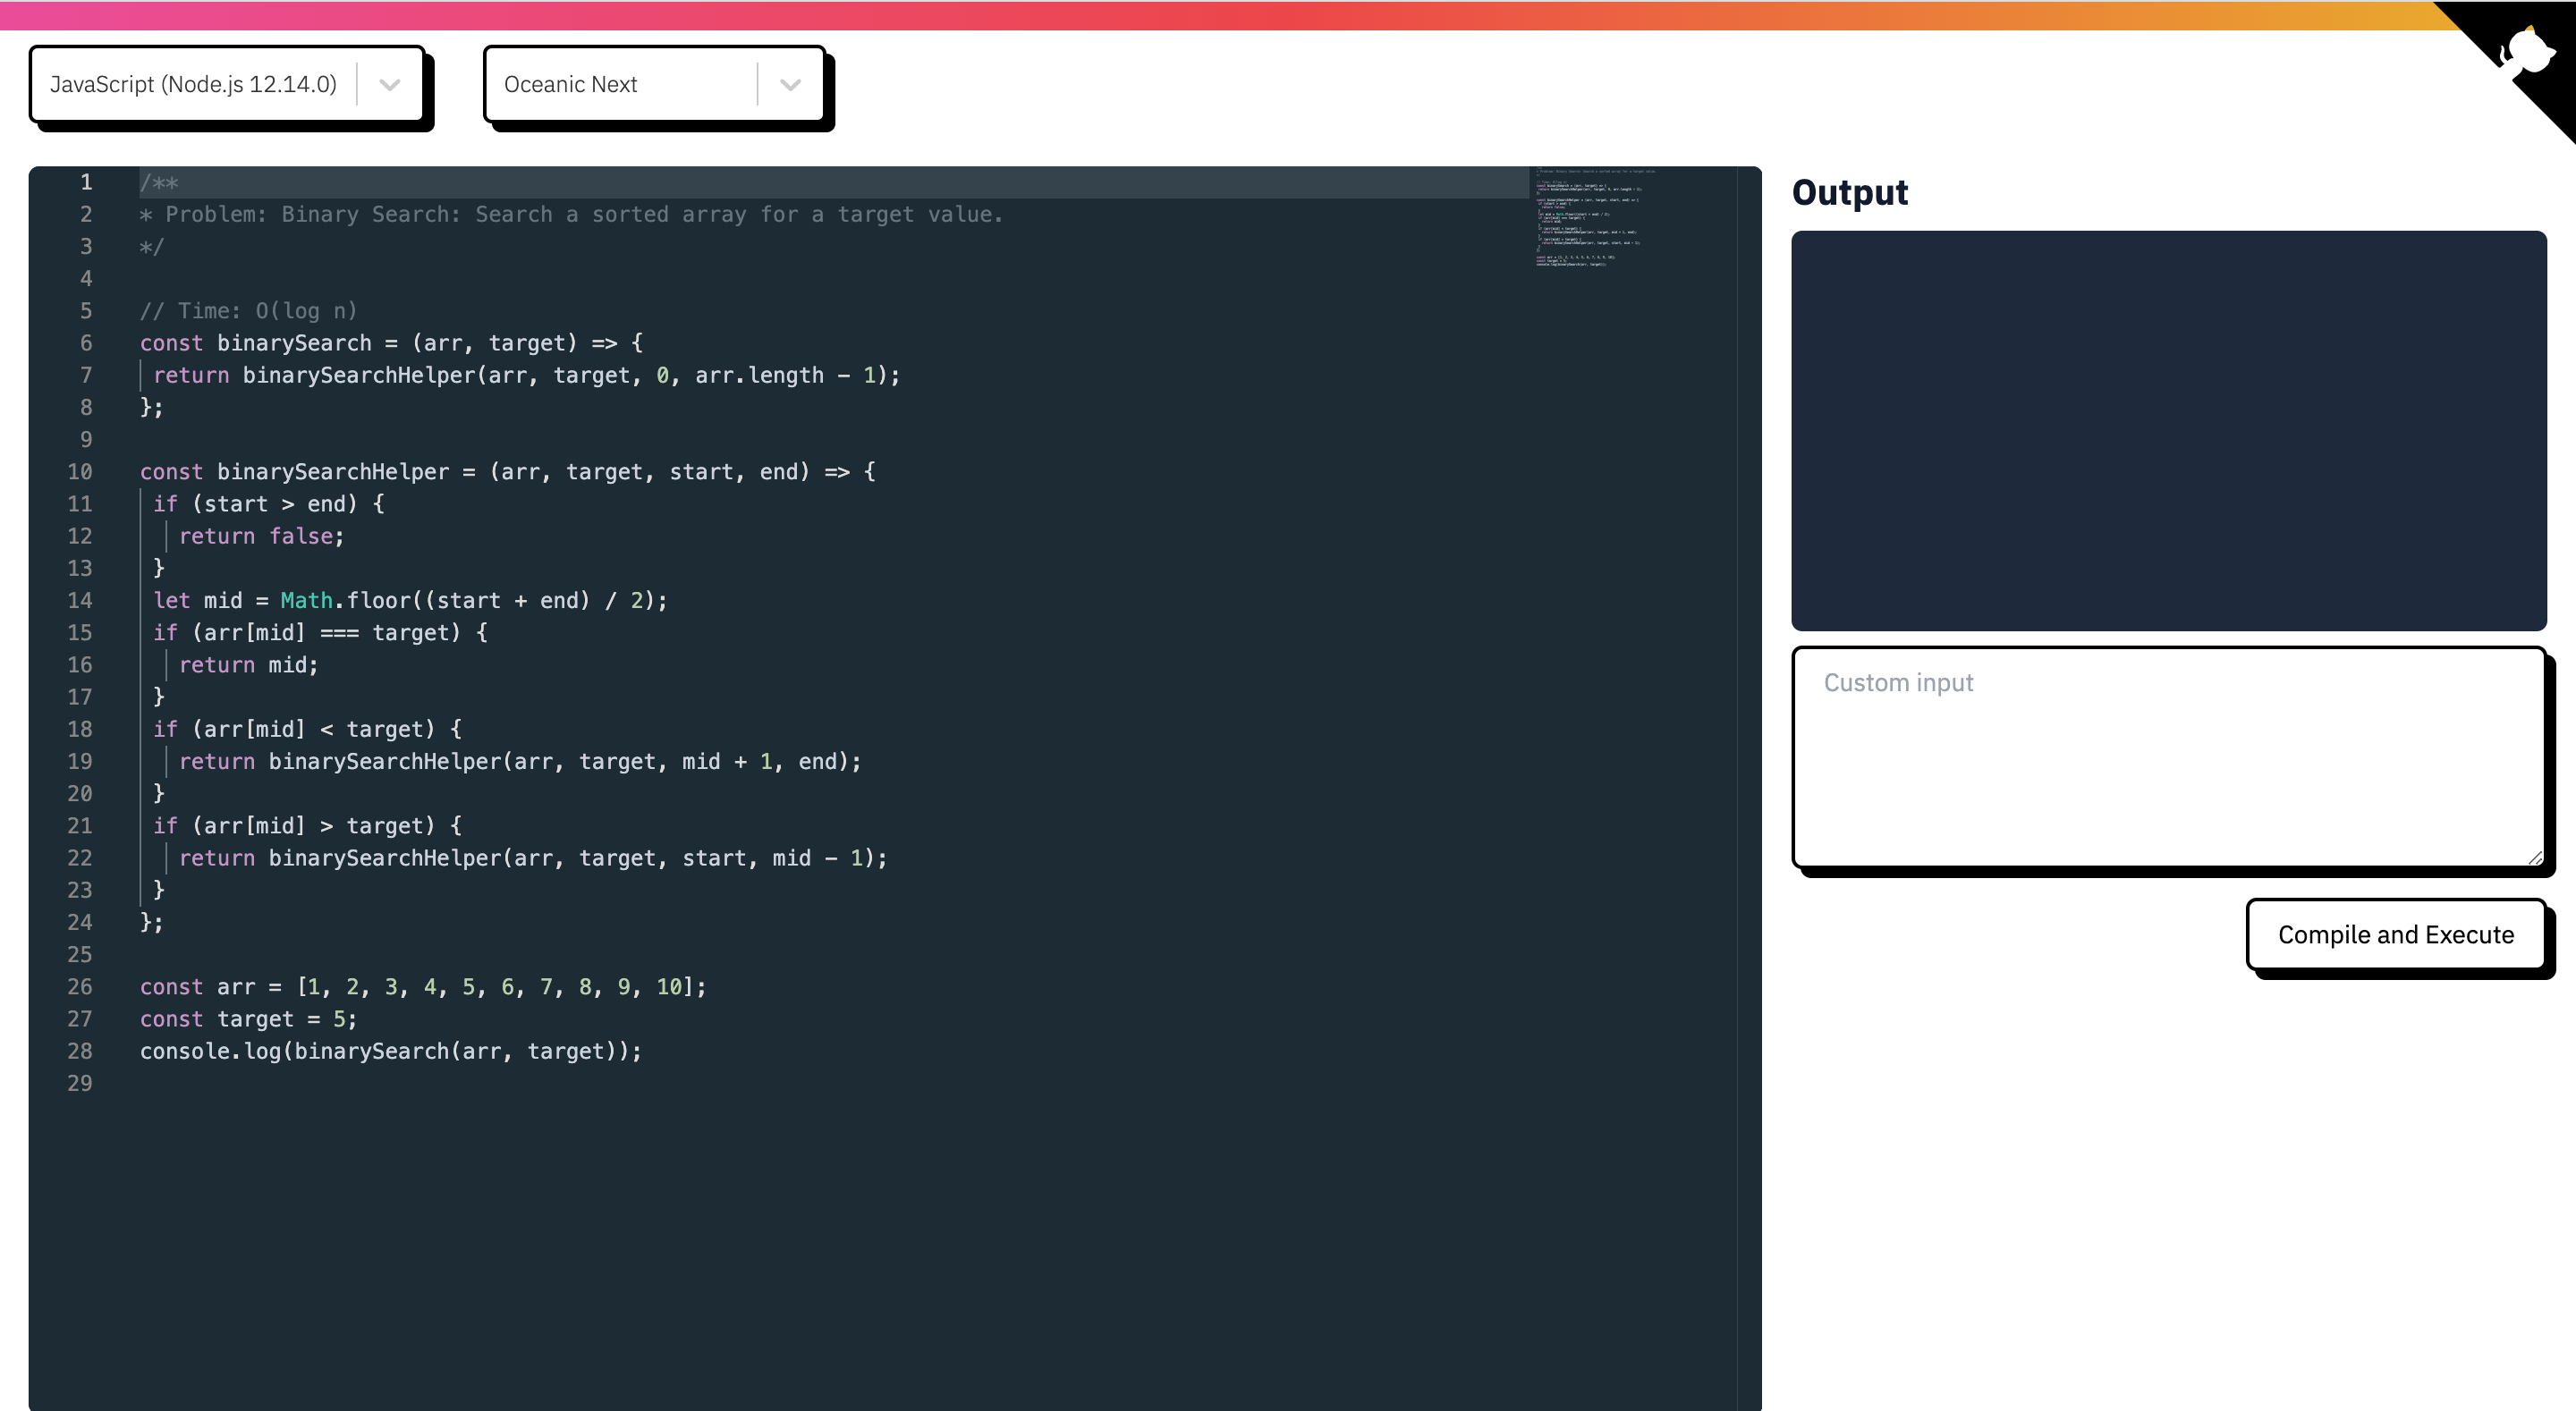 JavaScript (Node.js 12.14.0)
Oceanic Next
1 /**
2 * Problem: Binary Search: Search a sorted array for a target value.
3 */
4
5 // Time: O(log n)
6 const binarySearch = (arr, target) => {
7 return binarySearchHelper(arr, target, 0, arr.length - 1);
8 };
9
10 const binarySearchHelper = (arr, target, start, end) => {
11 if (start > end) {
12 return false;
13 }
14 let mid = Math.floor((start + end) / 2);
15 if (arr[mid] === target) {
16 return mid;
17 }
18 if (arr[mid] < target) {
19 return binarySearchHelper(arr, target, mid + 1, end);
20 }
21 if (arr[mid] > target) {
22 return binarySearchHelper(arr, target, start, mid - 1);
23 }
24 };
25
26 const arr = [1, 2, 3, 4, 5, 6, 7, 8, 9, 10];
27 const target = 5;
28 console.log(binarySearch(arr, target));
29
Output
Custom input
Compile and Execute